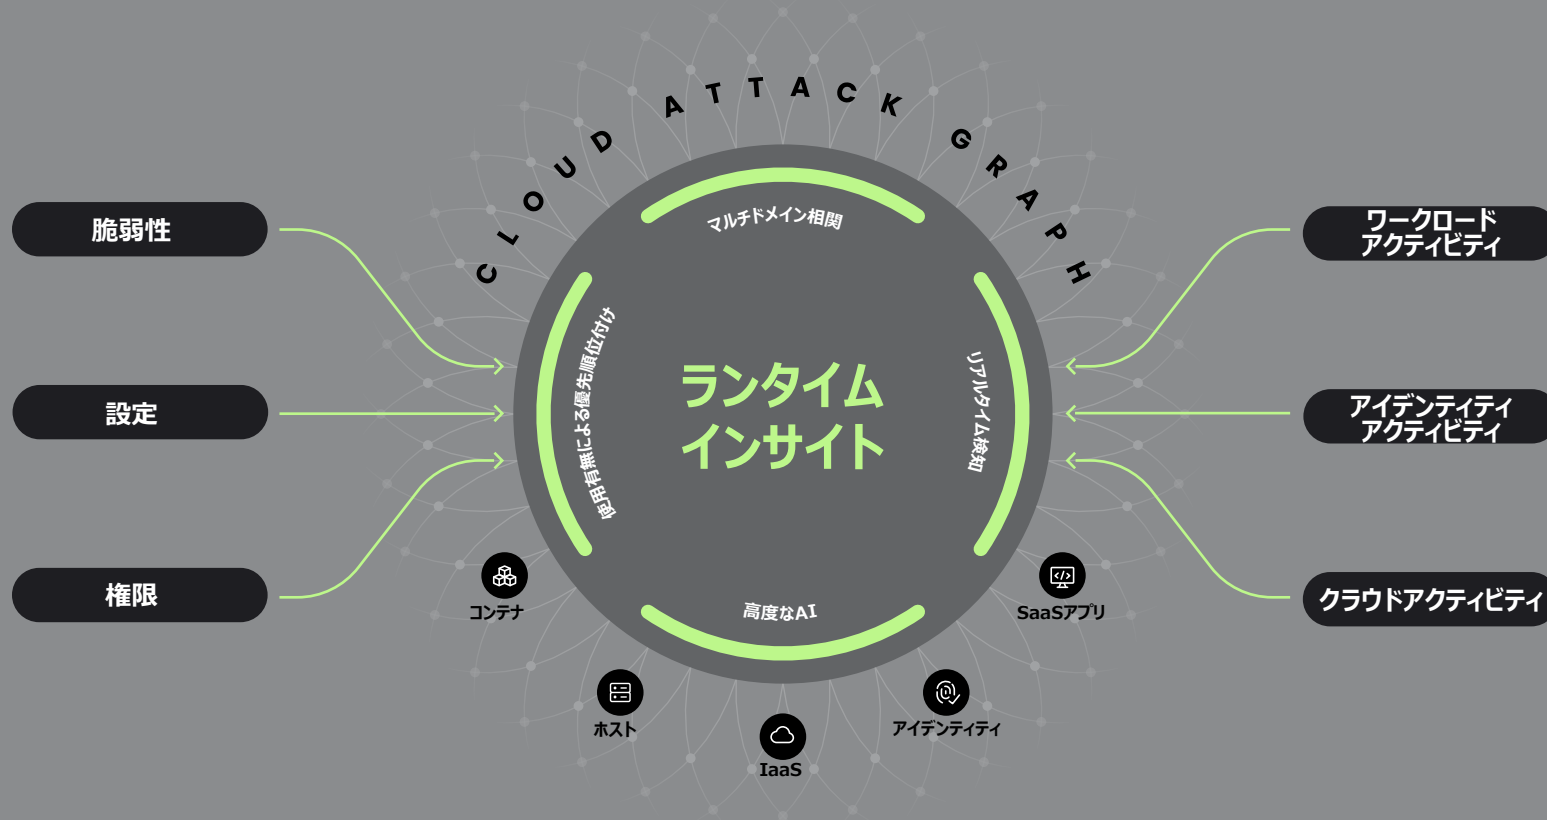 CLOUD ATTACK GRAPH
脆弱性
設定
権限
マルチドメイン相関
使用有無による優先順位付け
ランタイム
インサイト
リアルタイム検知
高度なAI
ワークロード
アクティビティ
アイデンティティ
アクティビティ
クラウドアクティビティ
コンテナ
ホスト
IaaS
アイデンティティ
SaaSアプリ